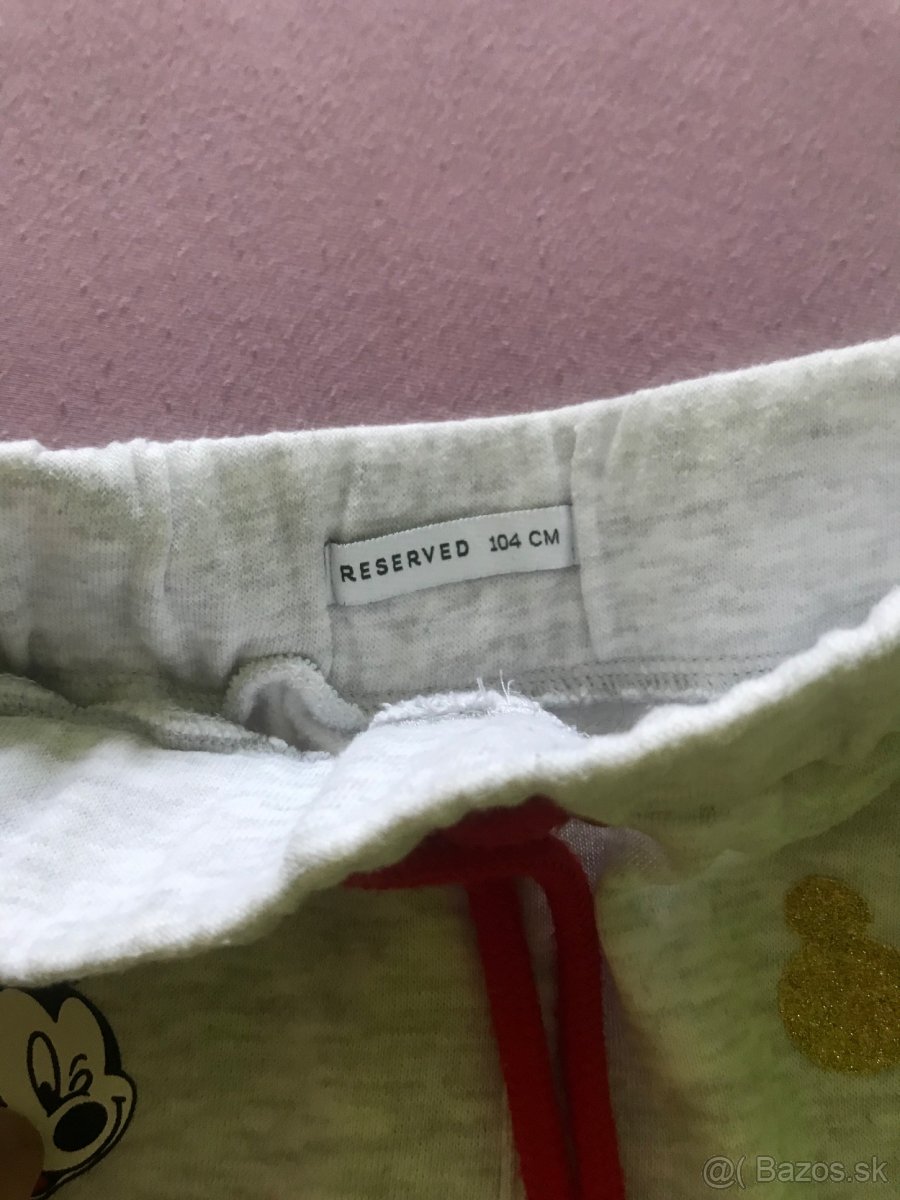 RESERVED 104 CM
@( Bazos.sk